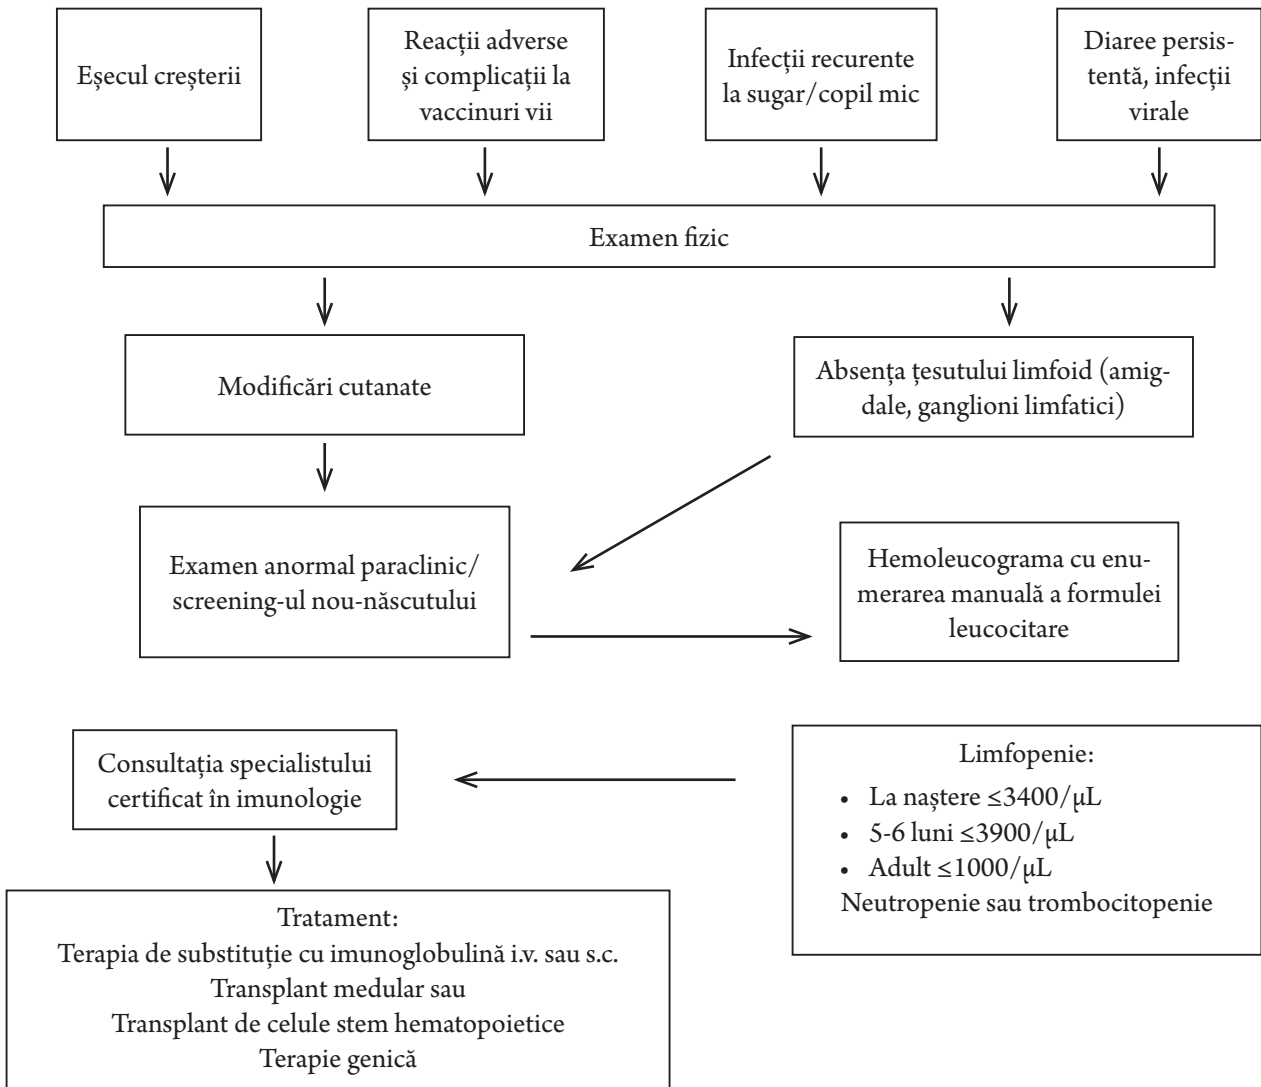 Eșecul creșterii
Reacții adverse
și complicații la
vaccinuri vii
Infecții recurente
la sugar/copil mic
Diaree persis-
tentă, infecții
virale
Examen fizic
Modificări cutanate
Absența țesutului limfoid (amig-
dale, ganglioni limfatici)
Examen anormal paraclinic/
screening-ul nou-născutului
Hemoleucograma cu enu-
merarea manuală a formulei
leucocitare
Consultația specialistului
certificat în imunologie
Limfopenie:
• La naștere ≤3400/μL
• 5-6 luni ≤3900/μL
• Adult ≤1000/μL
Neutropenie sau trombocitopenie
Tratament:
Terapia de substituție cu imunoglobulină i.v. sau s.c.
Transplant medular sau
Transplant de celule stem hematopoietice
Terapie genică